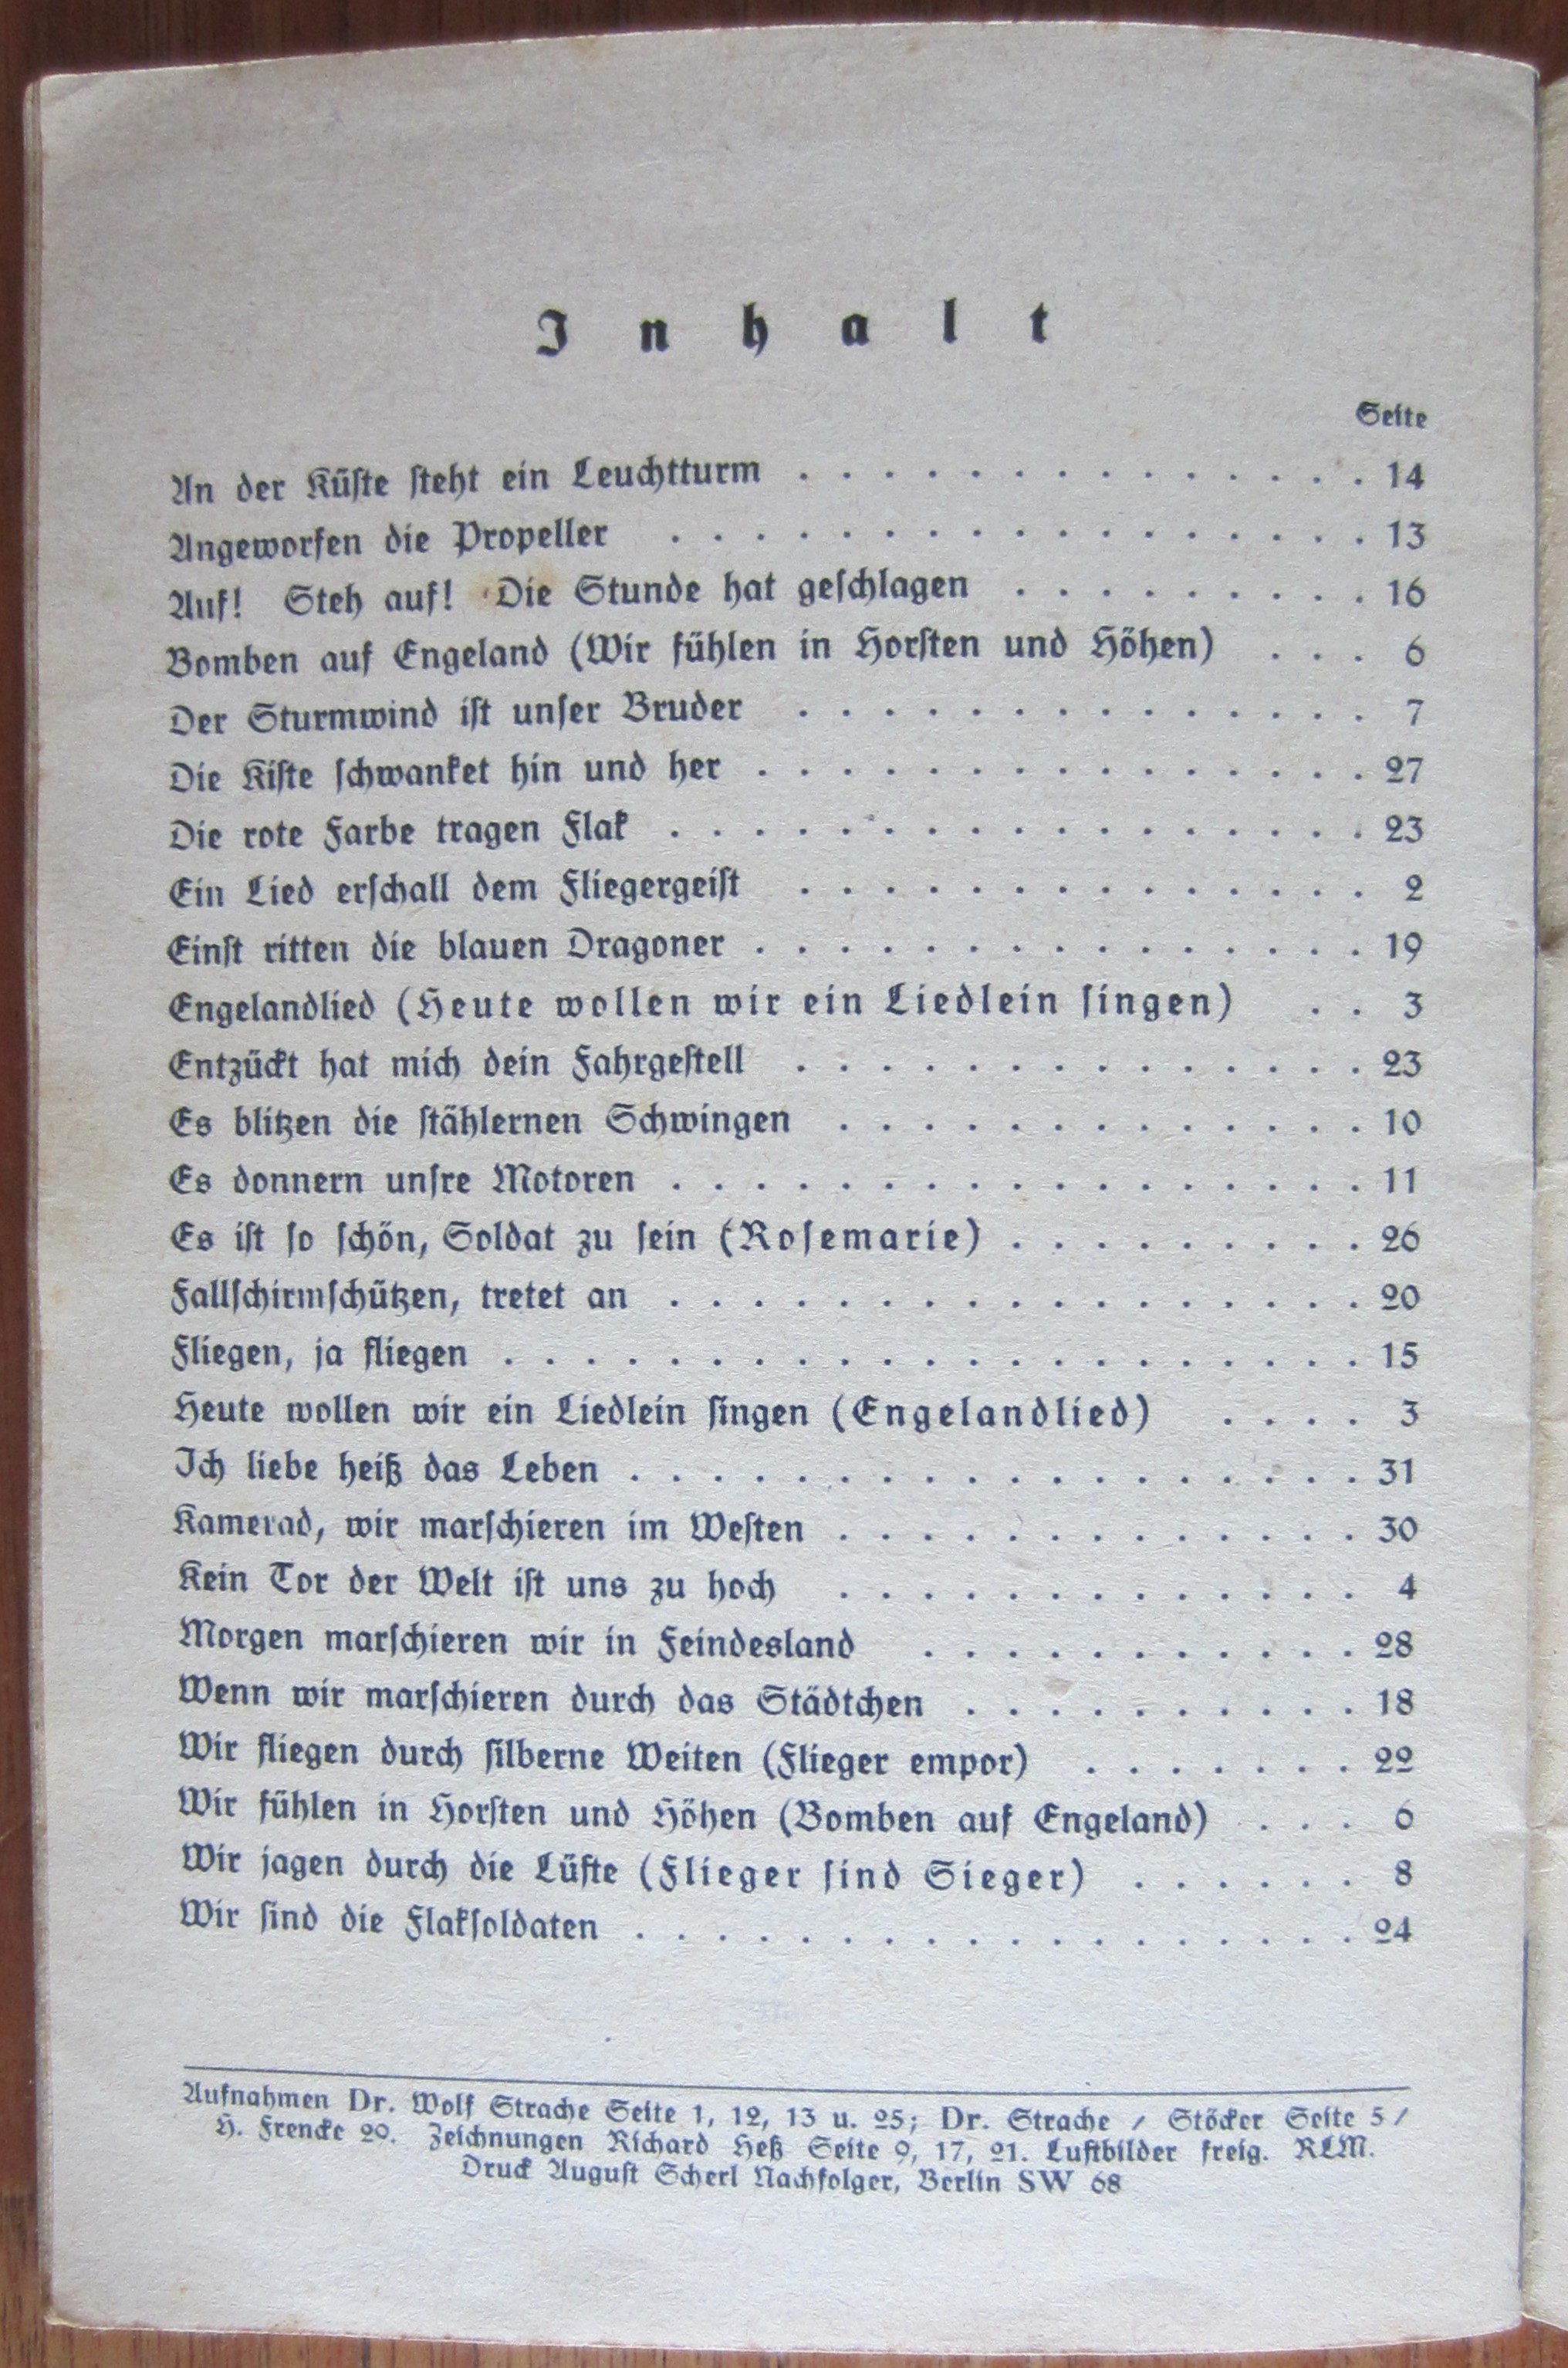 Inhalt
Seite
An der Küste steht ein Leuchtturm . . . . . . . . . . . . . . 14
Angeworfen die Propeller . . . . . . . . . . . . . . . . . 13
Auf! Steh auf! Die Stunde hat geschlagen . . . . . . . . . 16
Bomben auf Engeland (Wir fühlen in Horsten und Höhen) . . . 6
Der Sturmwind ist unser Bruder . . . . . . . . . . . . . . 7
Die Kiste schwanket hin und her . . . . . . . . . . . . . . . 27
Die rote Farbe tragen Flak . . . . . . . . . . . . . . . . . 23
Ein Lied erschall dem Fliegergeist . . . . . . . . . . . . . . 2
Einst ritten die blauen Dragoner . . . . . . . . . . . . . . . 19
Engelandlied (Heute wollen wir ein Liedlein singen) . . 3
Entzückt hat mich dein Fahrgestell . . . . . . . . . . . . . . 23
Es blitzen die stählernen Schwingen . . . . . . . . . . . . . 10
Es donnern unsre Motoren . . . . . . . . . . . . . . . . . 11
Es ist so schön, Soldat zu sein (Rosemarie) . . . . . . . . . 26
Fallschirmschützen, tretet an . . . . . . . . . . . . . . . . . 20
Fliegen, ja fliegen . . . . . . . . . . . . . . . . . . . . . 15
Heute wollen wir ein Liedlein singen (Engelandlied) . . . . 3
Ich liebe heiß das Leben . . . . . . . . . . . . . . . . . . 31
Kamerad, wir marschieren im Westen . . . . . . . . . . . . . 30
Kein Tor der Welt ist uns zu hoch . . . . . . . . . . . . . 4
Morgen marschieren wir in Feindesland . . . . . . . . . . . 28
Wenn wir marschieren durch das Städtchen . . . . . . . . . . 18
Wir fliegen durch silberne Weiten (Flieger empor) . . . . . . . 22
Wir fühlen in Horsten und Höhen (Bomben auf Engeland) . . . 6
Wir jagen durch die Lüfte (Flieger sind Sieger) . . . . . . 8
Wir sind die Flaksoldaten . . . . . . . . . . . . . . . . . . 24
Aufnahmen Dr. Wolf Strache Seite 1, 12, 13 u. 25; Dr. Strache / Stöcker Seite 5 /
H. Frencke 20. Zeichnungen Richard Heß Seite 9, 17, 21. Luftbilder freig. RLM.
Druck August Scherl Nachfolger, Berlin SW 68